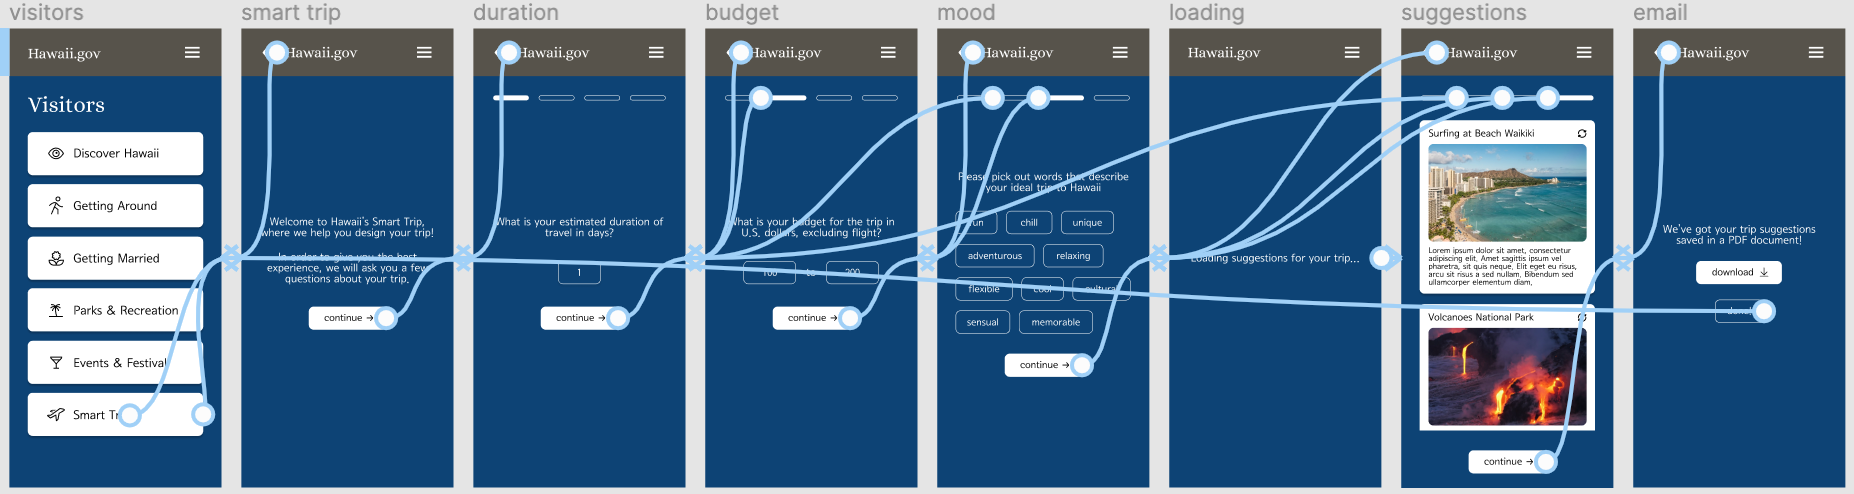 visitors
Hawaii.gov
Visitors
Discover Hawaii
Getting Around
Getting Married
Parks & Recreation
Events & Festival
Smart Tr
smart trip
Hawaii.gov
Welcome to Hawaii's Smart Trip,
where we help you design your trip!
In order to give you the best
experience, we will ask you a few
questions about your trip.
continue →
duration
Hawaii.gov
What is your estimated duration of
travel in days?
1
continue →
budget
Hawaii.gov
What is your budget for the trip in
U.S. dollars, excluding flight?
100 to 200
continue →
mood
Hawaii.gov
Please pick out words that describe
your ideal trip to Hawaii
fun chill unique
adventurous relaxing
flexible cool cultural
sensual memorable
continue →
loading
Hawaii.gov
Loading suggestions for your trip...
suggestions
Hawaii.gov
Surfing at Beach Waikiki
Lorem ipsum dolor sit amet, consectetur
adipiscing elit. Amet sagittis ipsum vel
pharetra, sit quis neque. Elit eget eu risus,
arcu sit risus a sed nullam. Bibendum sed
ullamcorper elementum diam.
Volcanoes National Park
continue →
email
Hawaii.gov
We've got your trip suggestions
saved in a PDF document!
download